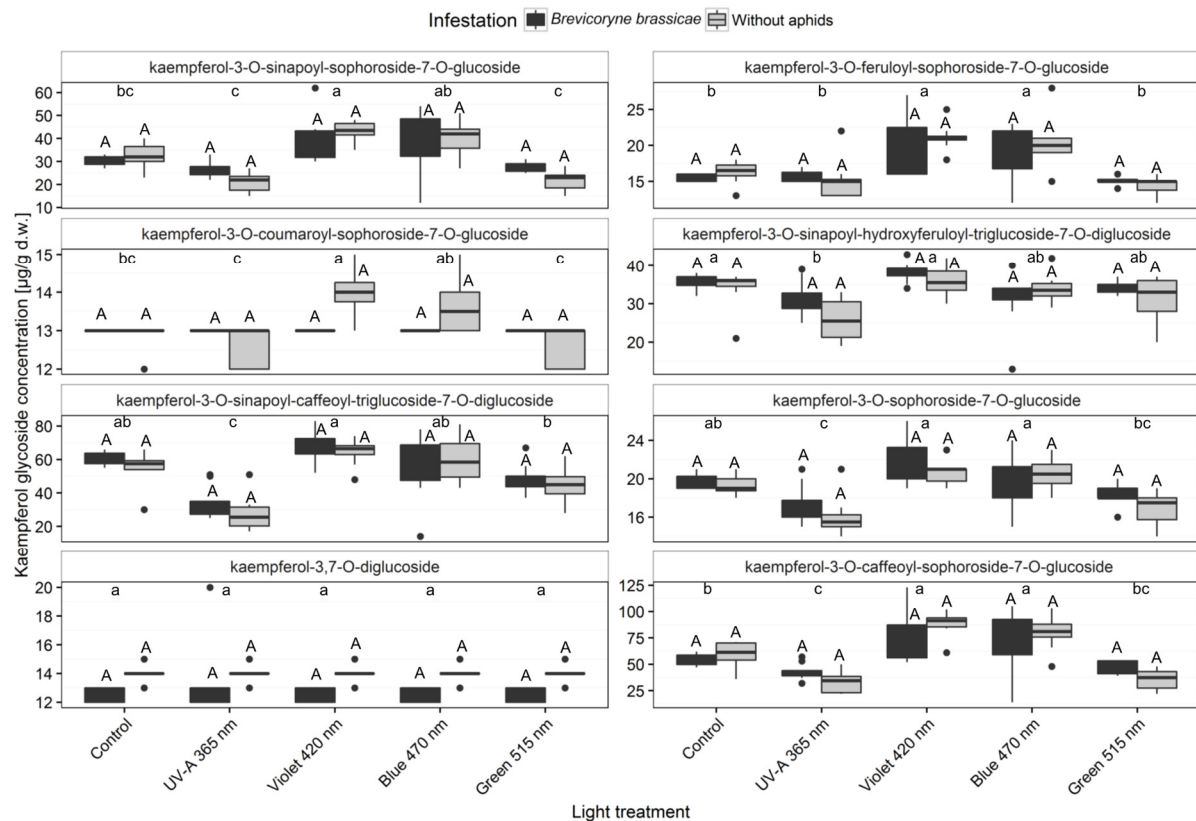 Infestation Brevicoryne brassicae Without aphids
Kaempferol glycoside concentration [µg/g d.w.]
kaempferol-3-O-sinapoyl-sophoroside-7-O-glucoside
bc c a ab c
A A A A A A A A A A
60
50
40
30
20
10
kaempferol-3-O-feruloyl-sophoroside-7-O-glucoside
b b a a b
A A A A A A A A A A
25
20
15
kaempferol-3-O-coumaroyl-sophoroside-7-O-glucoside
bc c a ab c
A A A A A A A A A A
15
14
13
12
kaempferol-3-O-sinapoyl-hydroxyferuloyl-triglucoside-7-O-diglucoside
a b a ab ab
A A A A A A A A A A
40
30
20
kaempferol-3-O-sinapoyl-caffeoyl-triglucoside-7-O-diglucoside
ab c a ab b
A A A A A A A A A A
80
60
40
20
kaempferol-3-O-sophoroside-7-O-glucoside
ab c a a bc
A A A A A A A A A A
24
20
16
kaempferol-3,7-O-diglucoside
a a a a a
A A A A A A A A A A
20
18
16
14
12
kaempferol-3-O-caffeoyl-sophoroside-7-O-glucoside
b c a a bc
A A A A A A A A A A
125
100
75
50
25
Control UV-A 365 nm Violet 420 nm Blue 470 nm Green 515 nm
Control UV-A 365 nm Violet 420 nm Blue 470 nm Green 515 nm
Light treatment